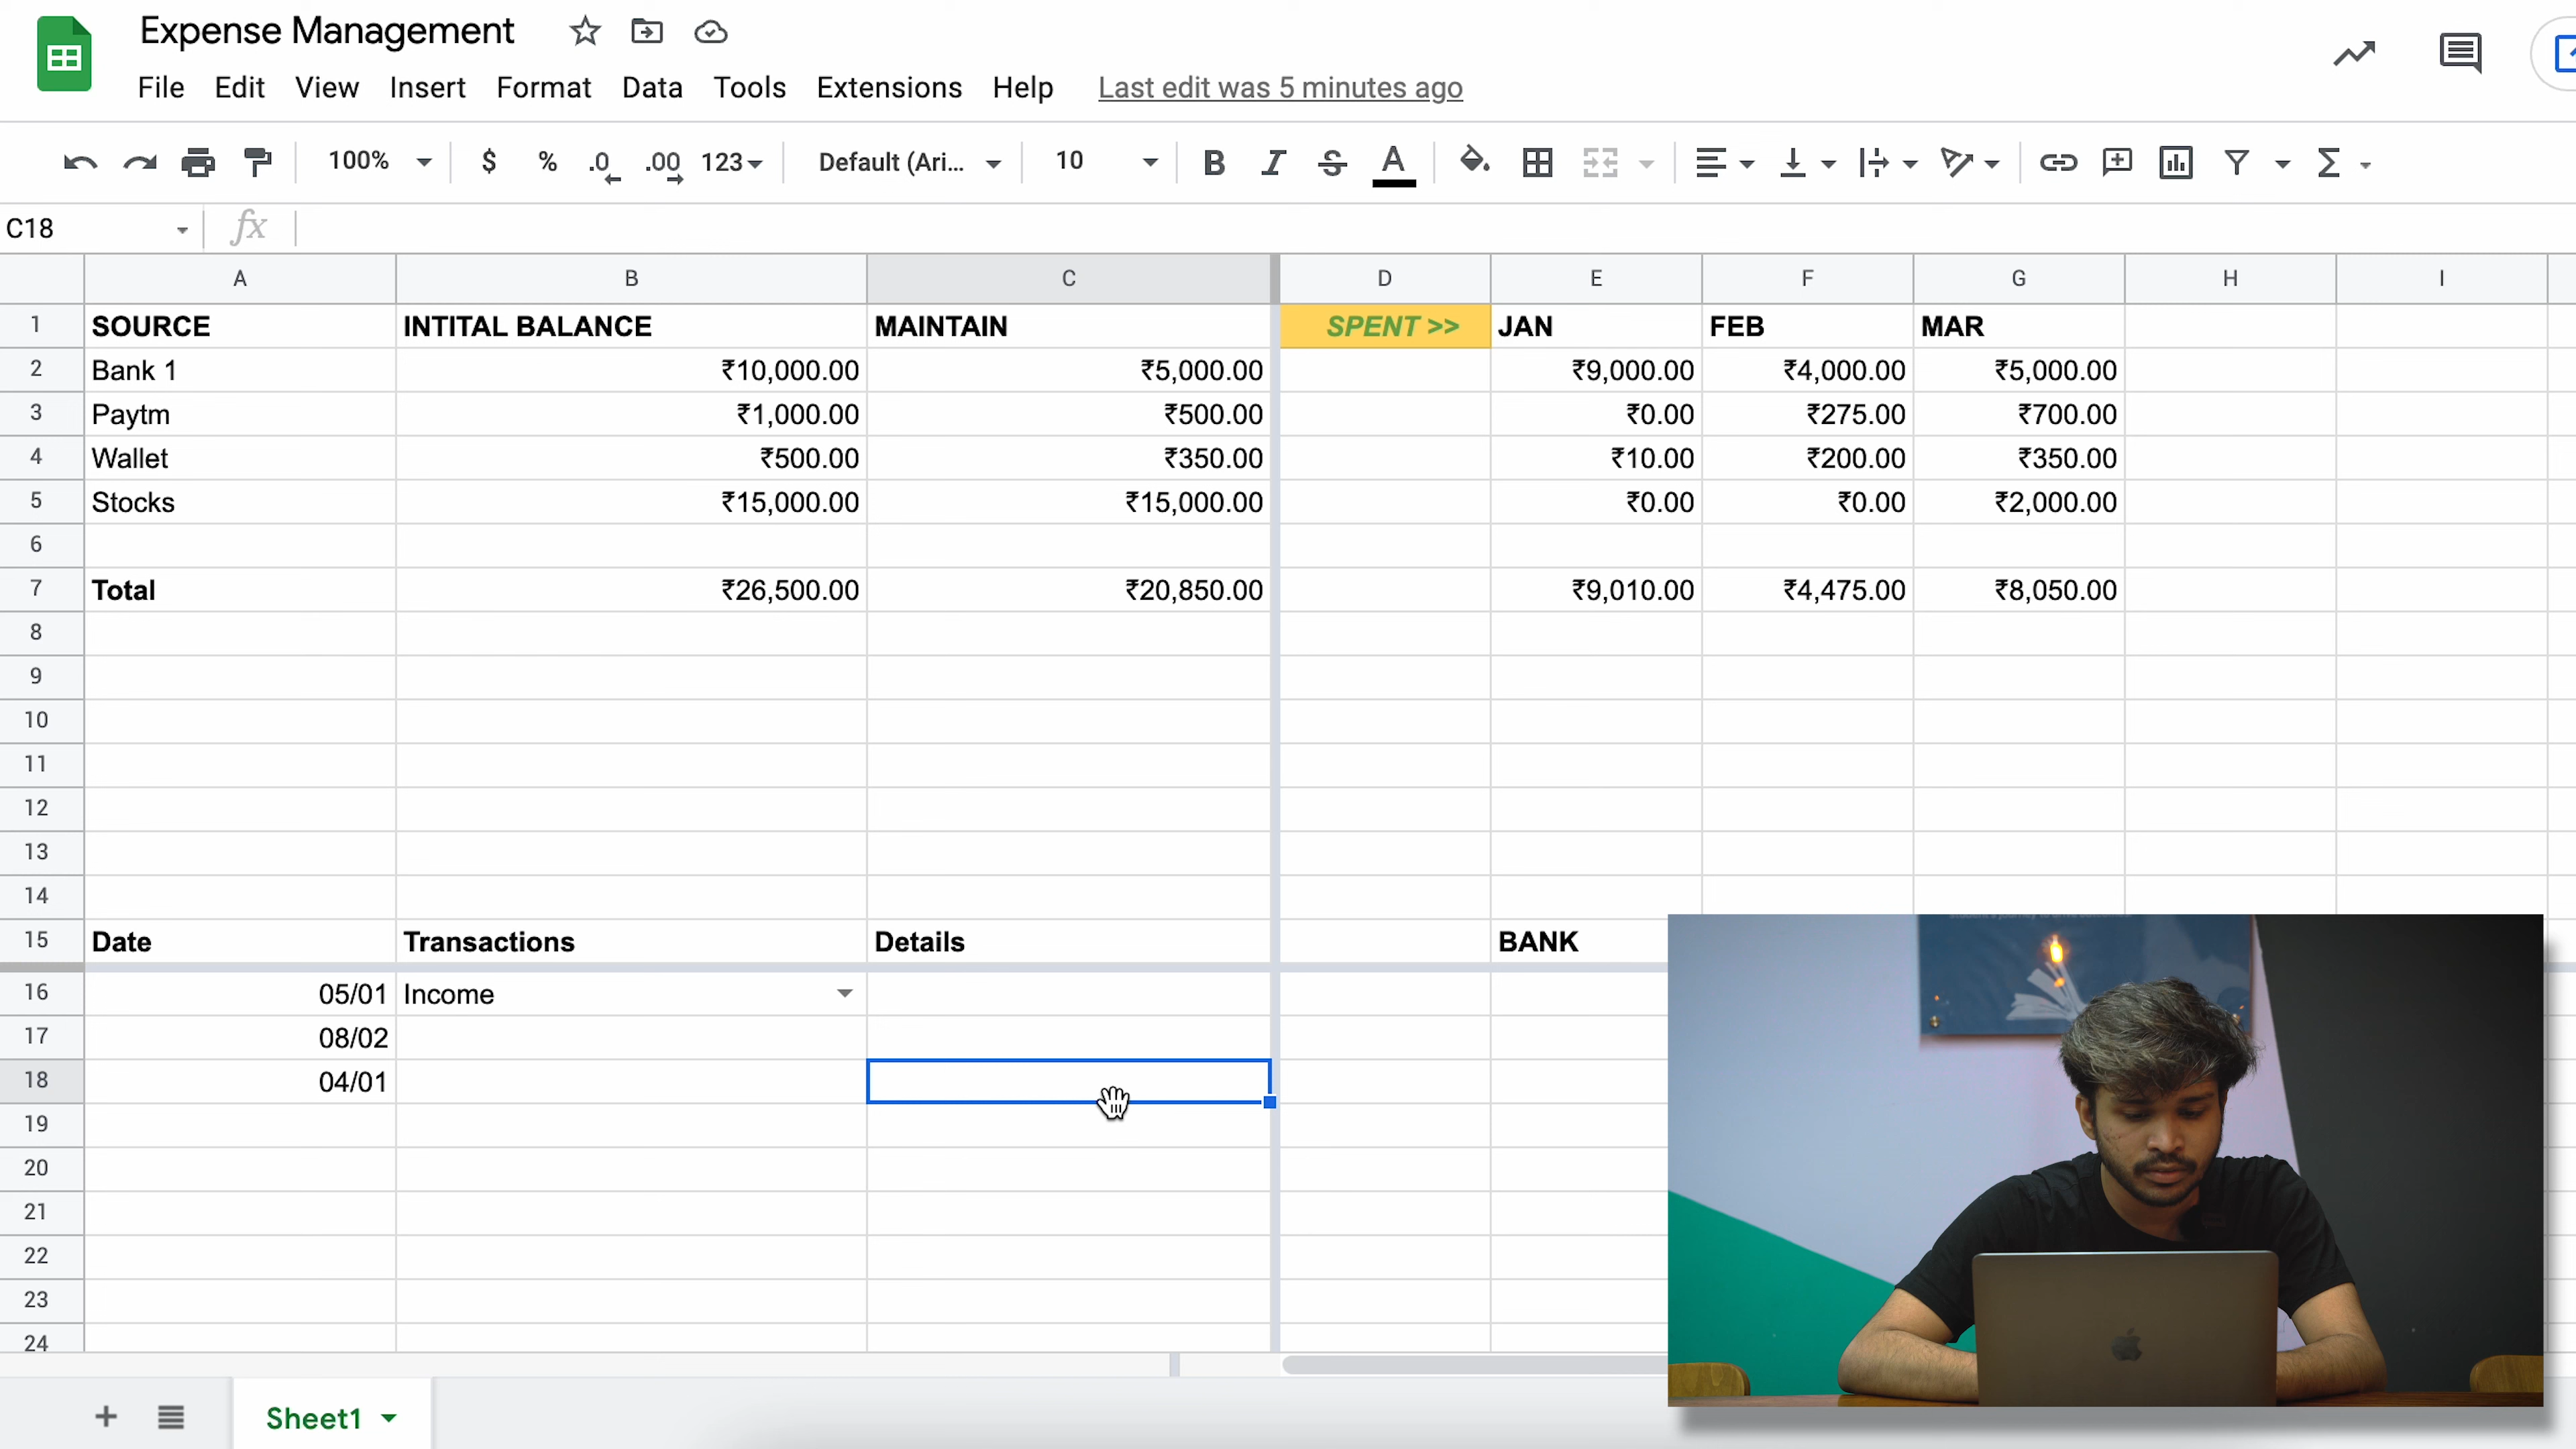 Expense Management
File Edit View Insert Format Data Tools Extensions Help Last edit was 5 minutes ago
100% $ % .0 .00 123 Default (Ari... 10 B I S A Σ
C18 fx
A B C D E F G H I
1 SOURCE INTITAL BALANCE MAINTAIN SPENT >> JAN FEB MAR
2 Bank 1 ₹10,000.00 ₹5,000.00 ₹9,000.00 ₹4,000.00 ₹5,000.00
3 Paytm ₹1,000.00 ₹500.00 ₹0.00 ₹275.00 ₹700.00
4 Wallet ₹500.00 ₹350.00 ₹10.00 ₹200.00 ₹350.00
5 Stocks ₹15,000.00 ₹15,000.00 ₹0.00 ₹0.00 ₹2,000.00
6
7 Total ₹26,500.00 ₹20,850.00 ₹9,010.00 ₹4,475.00 ₹8,050.00
8
9
10
11
12
13
14
15 Date Transactions Details BANK
16 05/01 Income
17 08/02
18 04/01
19
20
21
22
23
24
Sheet1